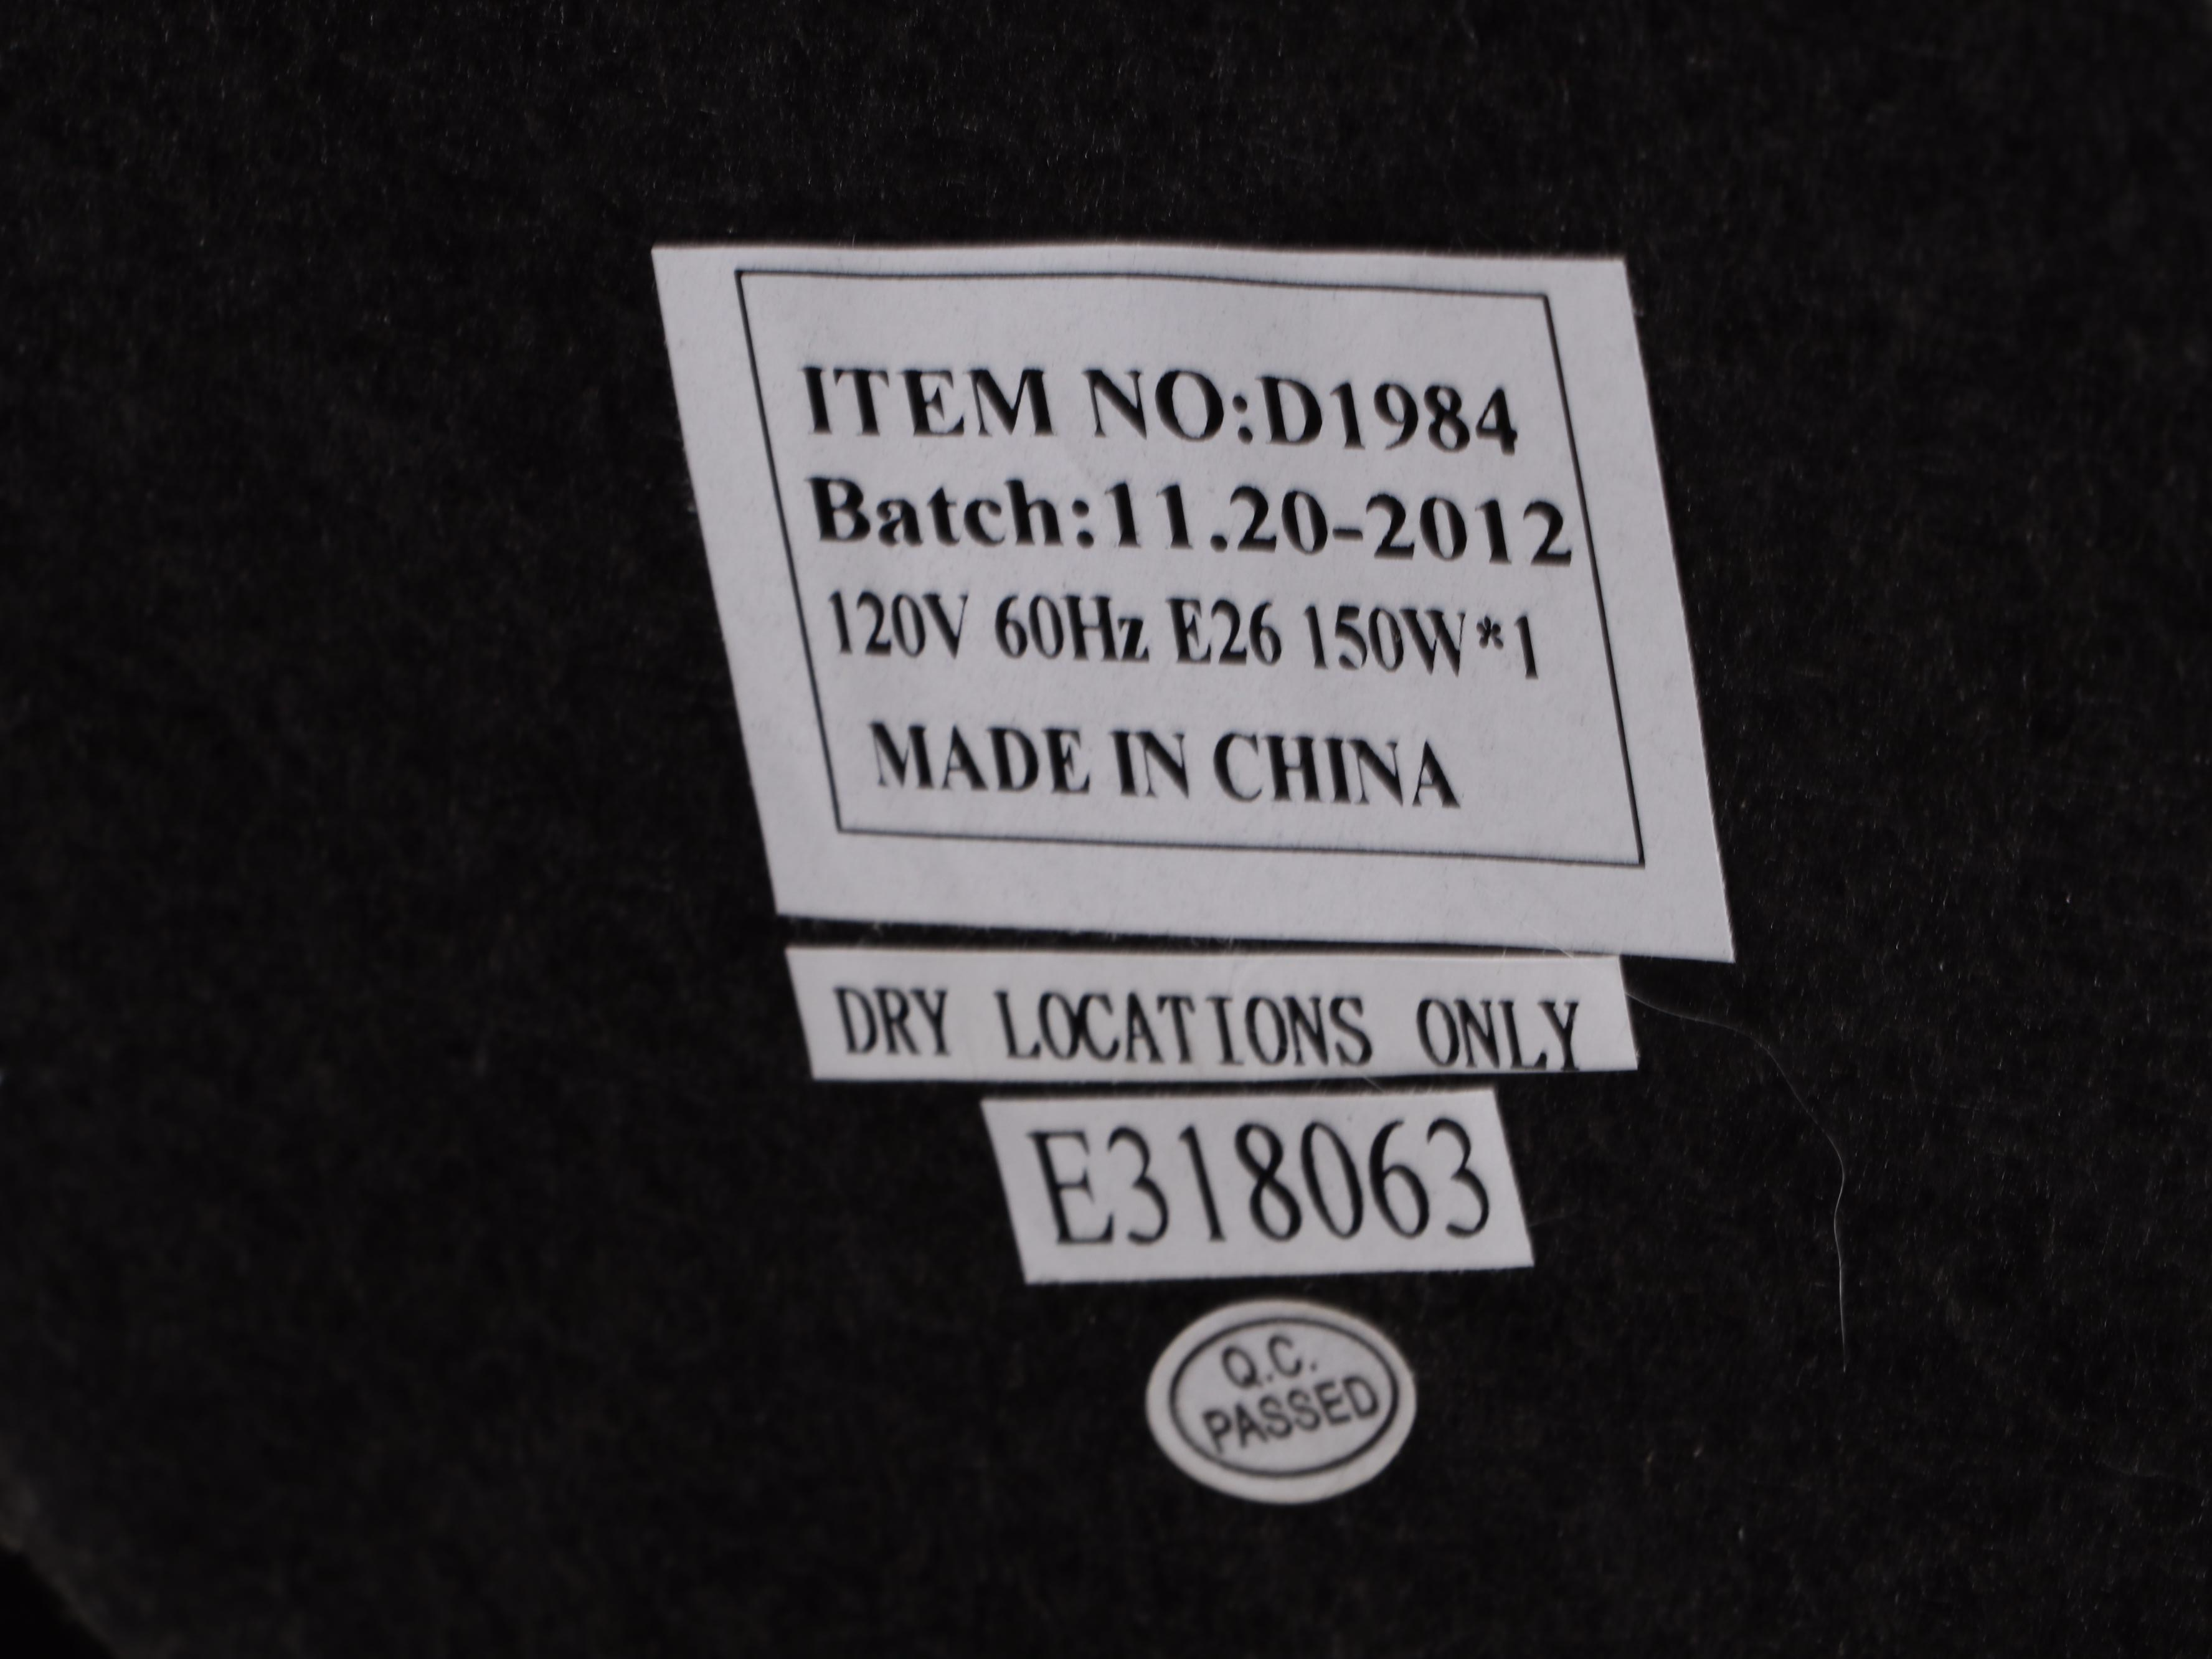 ITEM NO:D1984
Batch:11.20-2012
120V 60Hz E26 150W*1
MADE IN CHINA
DRY LOCATIONS ONLY
E318063
Q.C.
PASSED